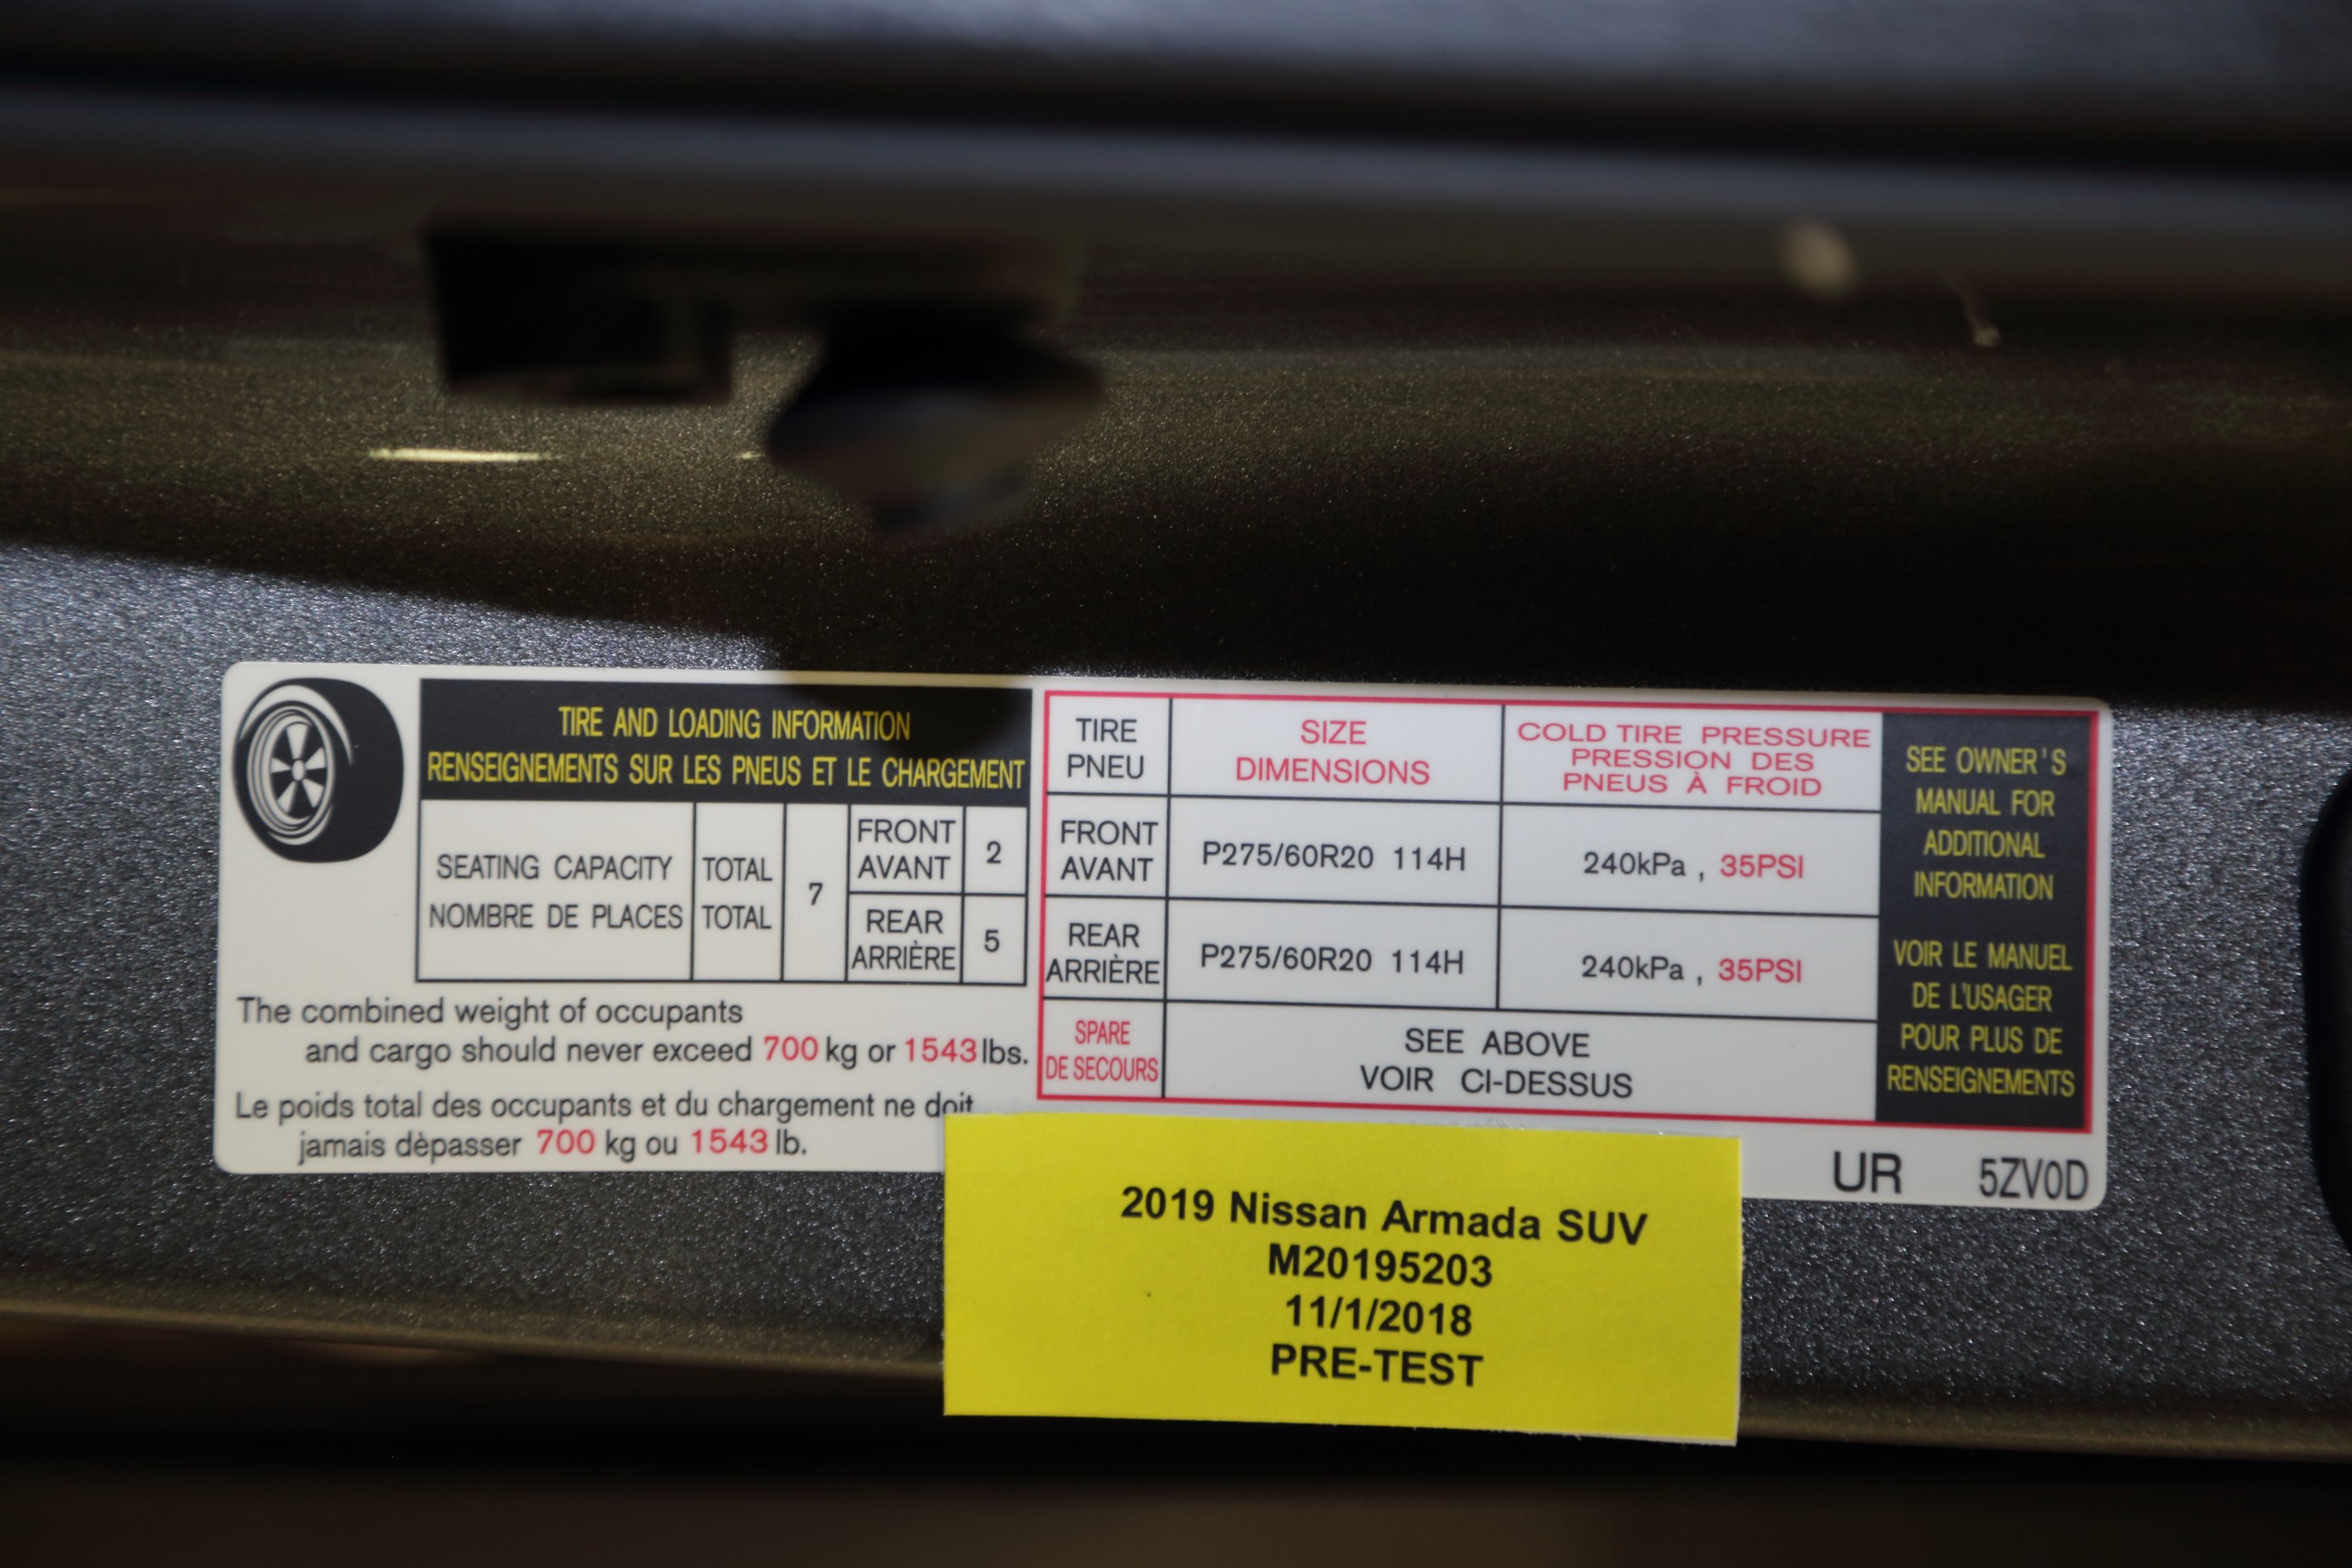 TIRE AND LOADING INFORMATION
RENSEIGNEMENTS SUR LES PNEUS ET LE CHARGEMENT
SEATING CAPACITY
NOMBRE DE PLACES
TOTAL
TOTAL
7
FRONT
AVANT
2
REAR
ARRIÈRE
5
The combined weight of occupants
and cargo should never exceed 700 kg or 1543 lbs.
Le poids total des occupants et du chargement ne doit
jamais dèpasser 700 kg ou 1543 lb.
TIRE
PNEU
SIZE
DIMENSIONS
COLD TIRE PRESSURE
PRESSION DES
PNEUS À FROID
FRONT
AVANT
P275/60R20 114H
240kPa , 35PSI
REAR
ARRIÈRE
P275/60R20 114H
240kPa , 35PSI
SPARE
DE SECOURS
SEE ABOVE
VOIR CI-DESSUS
SEE OWNER'S
MANUAL FOR
ADDITIONAL
INFORMATION
VOIR LE MANUEL
DE L'USAGER
POUR PLUS DE
RENSEIGNEMENTS
UR 5ZV0D
2019 Nissan Armada SUV
M20195203
11/1/2018
PRE-TEST